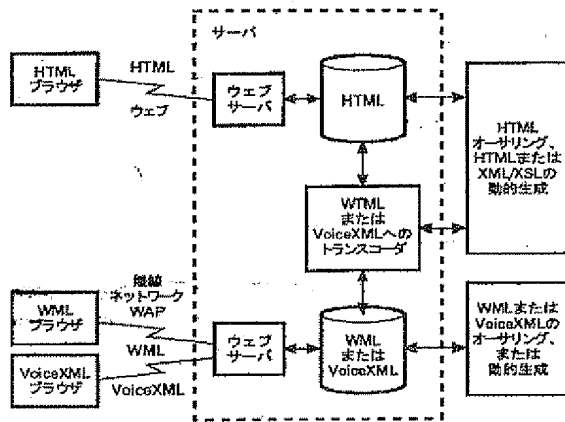 サーバ
HTML
ブラウザ
HTML
ウェブ
ウェブ
サーバ
HTML
HTML
オーサリング、
HTMLまたは
XML/XSLの
動的生成
WTML
または
VoiceXMLへの
トランスコーダ
無線
ネットワーク
WAP
WML
ブラウザ
WML
VoiceXML
ブラウザ
VoiceXML
ウェブ
サーバ
WML
または
VoiceXML
WMLまたは
VoiceXMLの
オーサリング、
または
動的生成